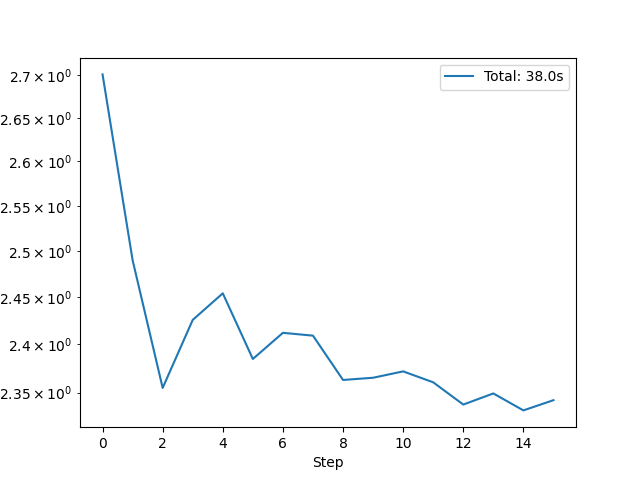 Total: 38.0s
2.7 × 10⁰
2.65 × 10⁰
2.6 × 10⁰
2.55 × 10⁰
2.5 × 10⁰
2.45 × 10⁰
2.4 × 10⁰
2.35 × 10⁰
0 2 4 6 8 10 12 14
Step